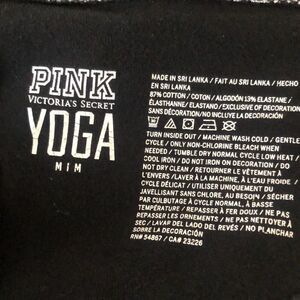 PINK
VICTORIA'S SECRET
YOGA
M/M
MADE IN SRI LANKA / FAIT AU SRI LANKA / HECHO
EN SRI LANKA
87% COTTON / COTON / ALGODÓN 13% ELASTANE /
ÉLASTHANNE/ ELASTANO/ EXCLUSIVE OF DECORATION/
SANS DÉCORATION/ NO INCLUYE LA DECORACIÓN
TURN INSIDE OUT / MACHINE WASH COLD / GENTLE
CYCLE / ONLY NON-CHLORINE BLEACH WHEN
NEEDED / TUMBLE DRY NORMAL CYCLE LOW HEAT /
COOL IRON / DO NOT IRON ON DECORATION / DO
NOT DRY CLEAN / RETOURNER LE VÊTEMENT À
L'ENVERS /LAVER À LA MACHINE, À L'EAU FROIDE /
CYCLE DÉLICAT / UTILISER UNIQUEMENT DU
JAVELLISANT SANS CHLORE, AU BESOIN / SÉCHER
PAR CULBUTAGE À CYCLE NORMAL, À BASSE
TEMPÉRATURE / REPASSER À FER DOUX / NE PAS
REPASSER LES ORNEMENTS / NE PAS NETTOYER À
SEC / LAVAR DEL LADO DEL REVÉS / NO PLANCHAR
SOBRE LA DECORACIÓN
RN# 54867 / CA# 23226